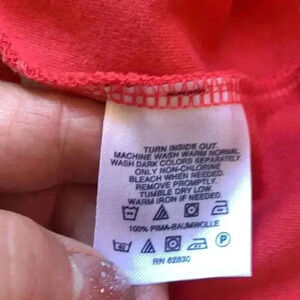 TURN INSIDE OUT.
MACHINE WASH WARM NORMAL.
WASH DARK COLORS SEPARATELY.
ONLY NON-CHLORINE
BLEACH WHEN NEEDED.
REMOVE PROMPTLY.
TUMBLE DRY LOW.
WARM IRON IF NEEDED.
100% PIMA-BAUMWOLLE
40 P
RN 62830